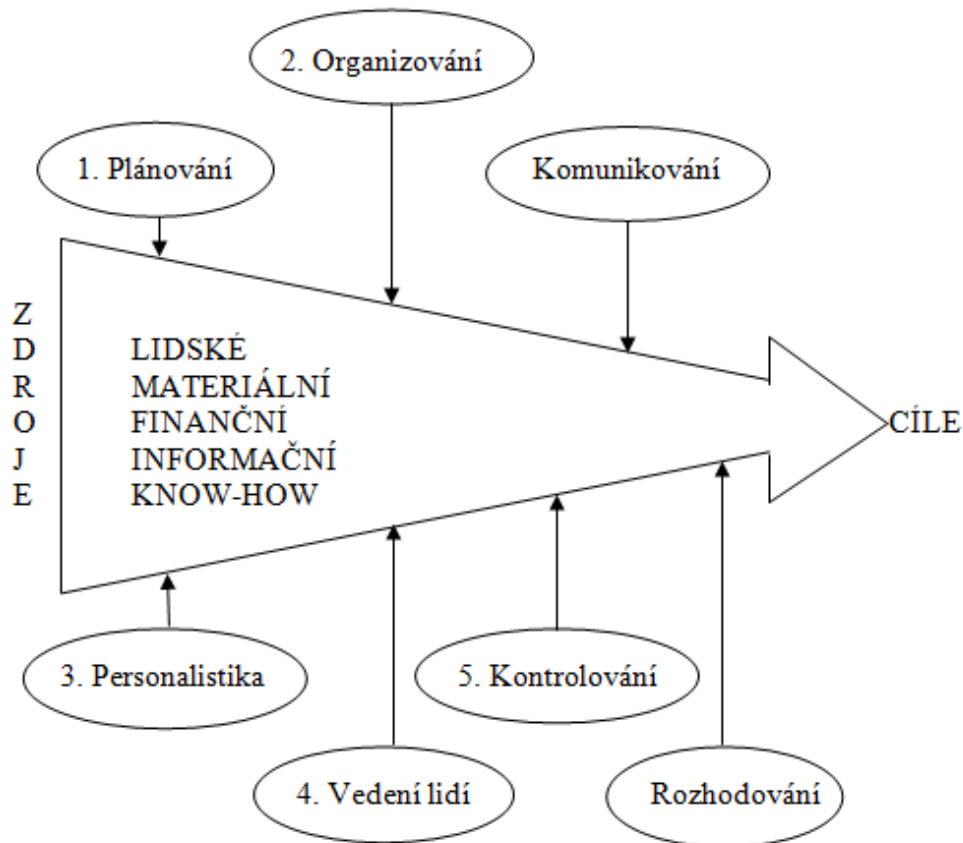 2. Organizování
1. Plánování
Komunikování
Z
D
R
O
J
E
LIDSKÉ
MATERIÁLNÍ
FINANČNÍ
INFORMAČNÍ
KNOW-HOW
CÍLE
3. Personalistika
5. Kontrolování
4. Vedení lidí
Rozhodování